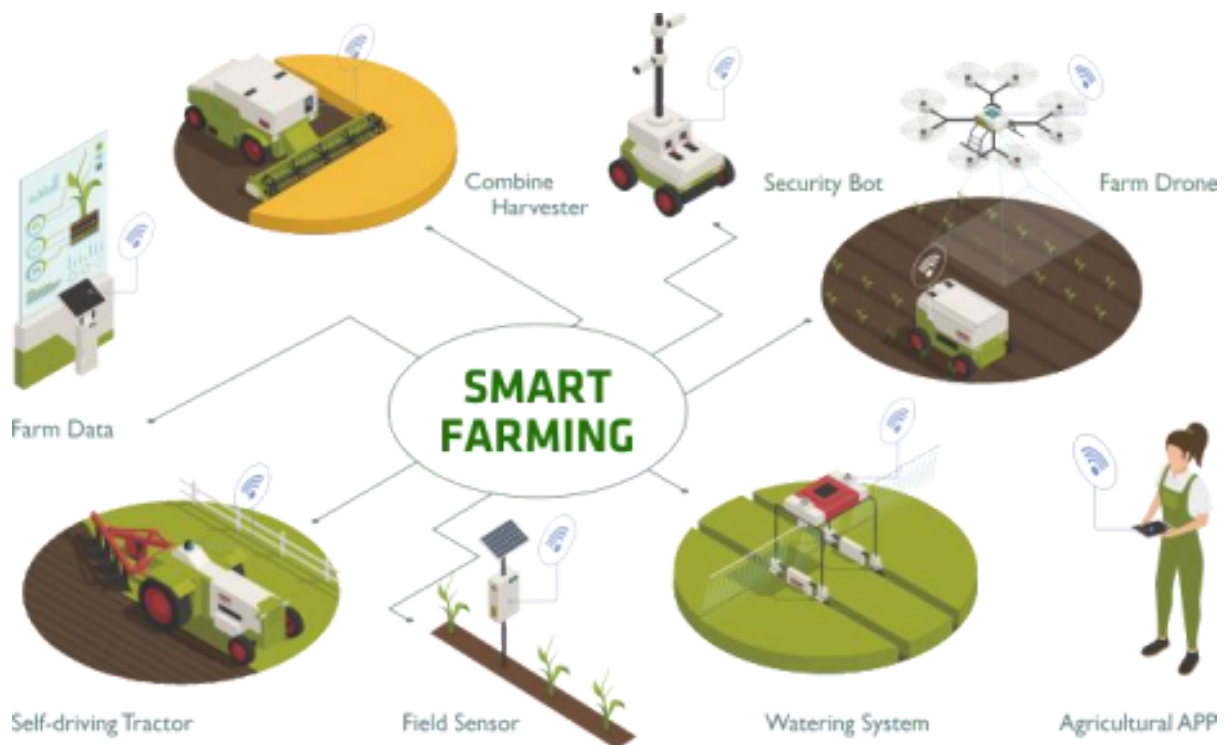 Combine
Harvester
Security Bot
Farm Drone
Farm Data
SMART
FARMING
Self-driving Tractor
Field Sensor
Watering System
Agricultural APP